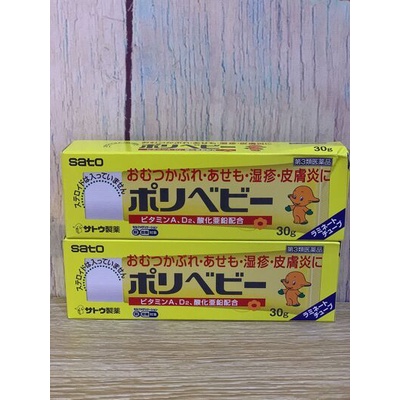 30g
sato
第3類医薬品
ステロイドは入っていません
おむつかぶれ・あせも・湿疹・皮膚炎に
ポリベビー
ビタミンA、D2、酸化亜鉛配合
サトウ製薬
30g
ラミネートチューブ
sato
第3類医薬品
ステロイドは入っていません
おむつかぶれ・あせも・湿疹・皮膚炎に
ポリベビー
ビタミンA、D2、酸化亜鉛配合
サトウ製薬
30g
ラミネートチューブ